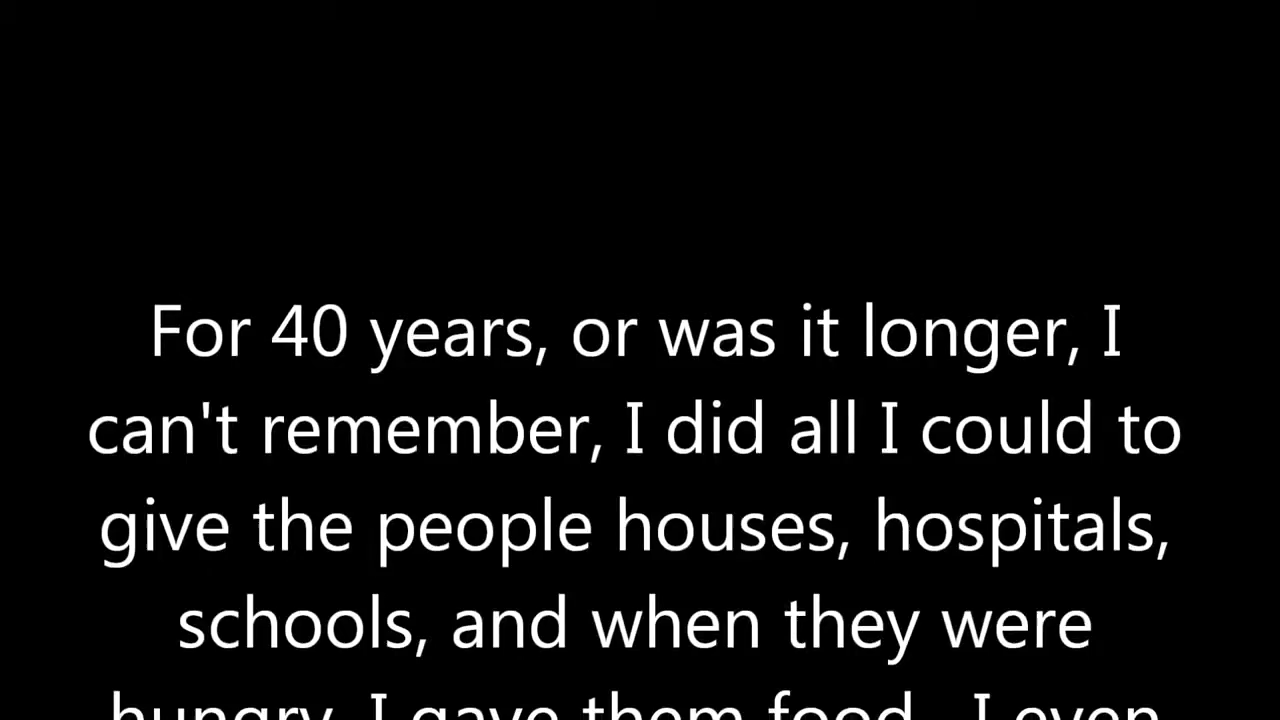 For 40 years, or was it longer, I
can't remember, I did all I could to
give the people houses, hospitals,
schools, and when they were
hungry, I gave them food. I even